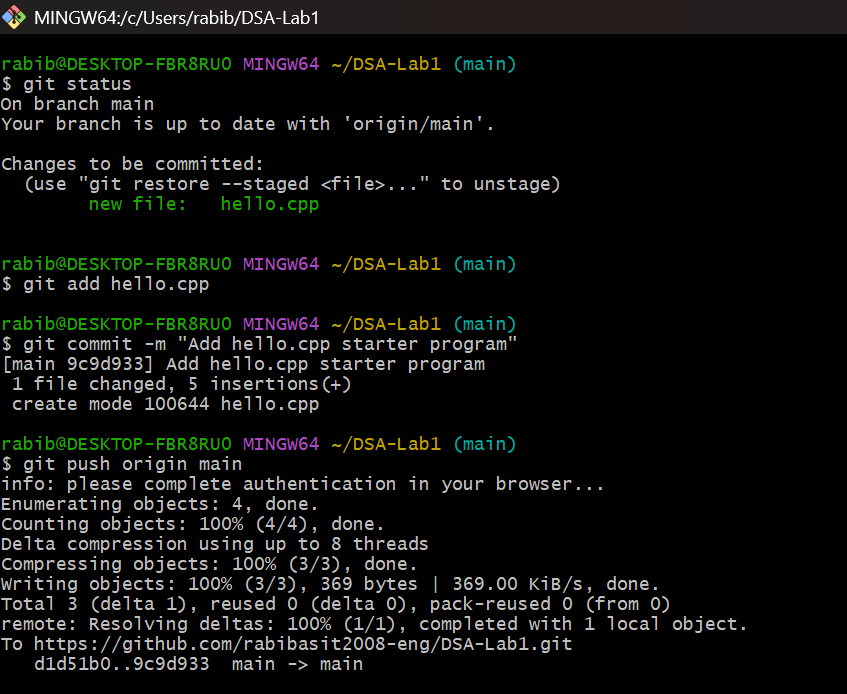 MINGW64:/c/Users/rabib/DSA-Lab1
rabib@DESKTOP-FBR8RUO MINGW64 ~/DSA-Lab1 (main)
$ git status
On branch main
Your branch is up to date with 'origin/main'.
Changes to be committed:
  (use "git restore --staged <file>..." to unstage)
        new file:   hello.cpp
rabib@DESKTOP-FBR8RUO MINGW64 ~/DSA-Lab1 (main)
$ git add hello.cpp
rabib@DESKTOP-FBR8RUO MINGW64 ~/DSA-Lab1 (main)
$ git commit -m "Add hello.cpp starter program"
[main 9c9d933] Add hello.cpp starter program
 1 file changed, 5 insertions(+)
 create mode 100644 hello.cpp
rabib@DESKTOP-FBR8RUO MINGW64 ~/DSA-Lab1 (main)
$ git push origin main
info: please complete authentication in your browser...
Enumerating objects: 4, done.
Counting objects: 100% (4/4), done.
Delta compression using up to 8 threads
Compressing objects: 100% (3/3), done.
Writing objects: 100% (3/3), 369 bytes | 369.00 KiB/s, done.
Total 3 (delta 1), reused 0 (delta 0), pack-reused 0 (from 0)
remote: Resolving deltas: 100% (1/1), completed with 1 local object.
To https://github.com/rabibasit2008-eng/DSA-Lab1.git
   d1d51b0..9c9d933  main -> main